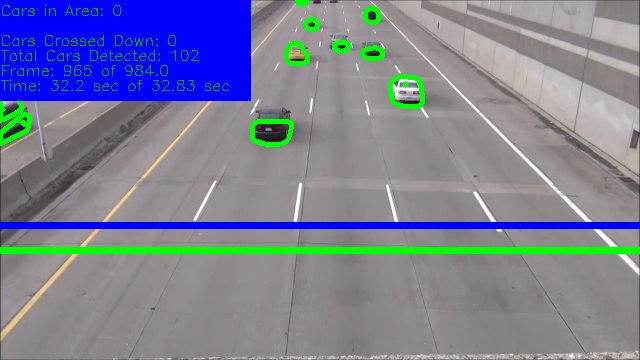 Cars in Area: 0
Cars Crossed Down: 0
Total Cars Detected: 102
Frame: 965 of 984.0
Time: 32.2 sec of 32.83 sec